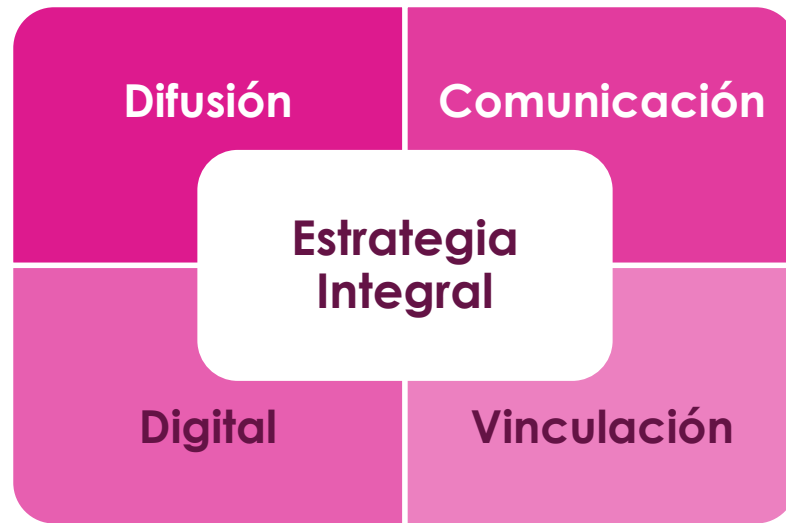 Difusión
Comunicación
Estrategia
Integral
Digital
Vinculación